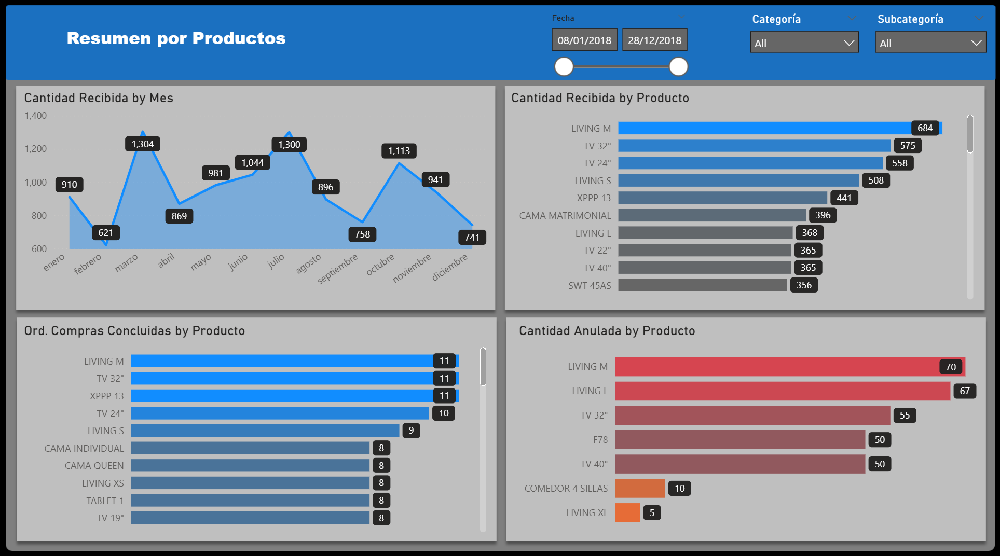 Resumen por Productos
Fecha
08/01/2018 28/12/2018
Categoría
All
Subcategoría
All
Cantidad Recibida by Mes
1,400
1,200
1,000
800
600
910
621
1,304
869
981
1,044
1,300
896
758
1,113
941
741
enero
febrero
marzo
abril
mayo
junio
julio
agosto
septiembre
octubre
noviembre
diciembre
Cantidad Recibida by Producto
LIVING M 684
TV 32" 575
TV 24" 558
LIVING S 508
XPPP 13 441
CAMA MATRIMONIAL 396
LIVING L 368
TV 22" 365
TV 40" 365
SWT 45AS 356
Ord. Compras Concluidas by Producto
LIVING M 11
TV 32" 11
XPPP 13 11
TV 24" 10
LIVING S 9
CAMA INDIVIDUAL 8
CAMA QUEEN 8
LIVING XS 8
TABLET 1 8
TV 19" 8
Cantidad Anulada by Producto
LIVING M 70
LIVING L 67
TV 32" 55
F78 50
TV 40" 50
COMEDOR 4 SILLAS 10
LIVING XL 5